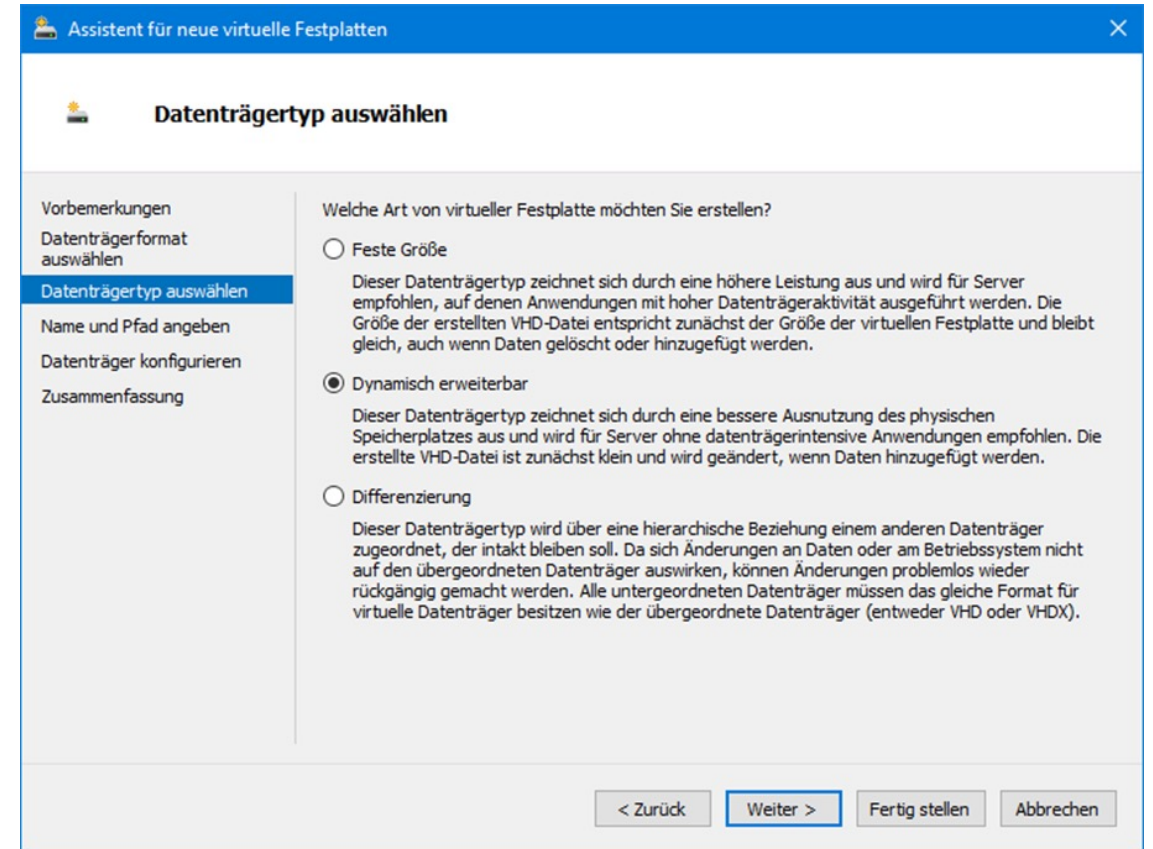 Assistent für neue virtuelle Festplatten
Datenträgertyp auswählen
Vorbemerkungen
Datenträgerformat
auswählen
Datenträgertyp auswählen
Name und Pfad angeben
Datenträger konfigurieren
Zusammenfassung
Welche Art von virtueller Festplatte möchten Sie erstellen?
Feste Größe
Dieser Datenträgertyp zeichnet sich durch eine höhere Leistung aus und wird für Server
empfohlen, auf denen Anwendungen mit hoher Datenträgeraktivität ausgeführt werden. Die
Größe der erstellten VHD-Datei entspricht zunächst der Größe der virtuellen Festplatte und bleibt
gleich, auch wenn Daten gelöscht oder hinzugefügt werden.
Dynamisch erweiterbar
Dieser Datenträgertyp zeichnet sich durch eine bessere Ausnutzung des physischen
Speicherplatzes aus und wird für Server ohne datenträgerintensive Anwendungen empfohlen. Die
erstellte VHD-Datei ist zunächst klein und wird geändert, wenn Daten hinzugefügt werden.
Differenzierung
Dieser Datenträgertyp wird über eine hierarchische Beziehung einem anderen Datenträger
zugeordnet, der intakt bleiben soll. Da sich Änderungen an Daten oder am Betriebssystem nicht
auf den übergeordneten Datenträger auswirken, können Änderungen problemlos wieder
rückgängig gemacht werden. Alle untergeordneten Datenträger müssen das gleiche Format für
virtuelle Datenträger besitzen wie der übergeordnete Datenträger (entweder VHD oder VHDX).
< Zurück
Weiter >
Fertig stellen
Abbrechen